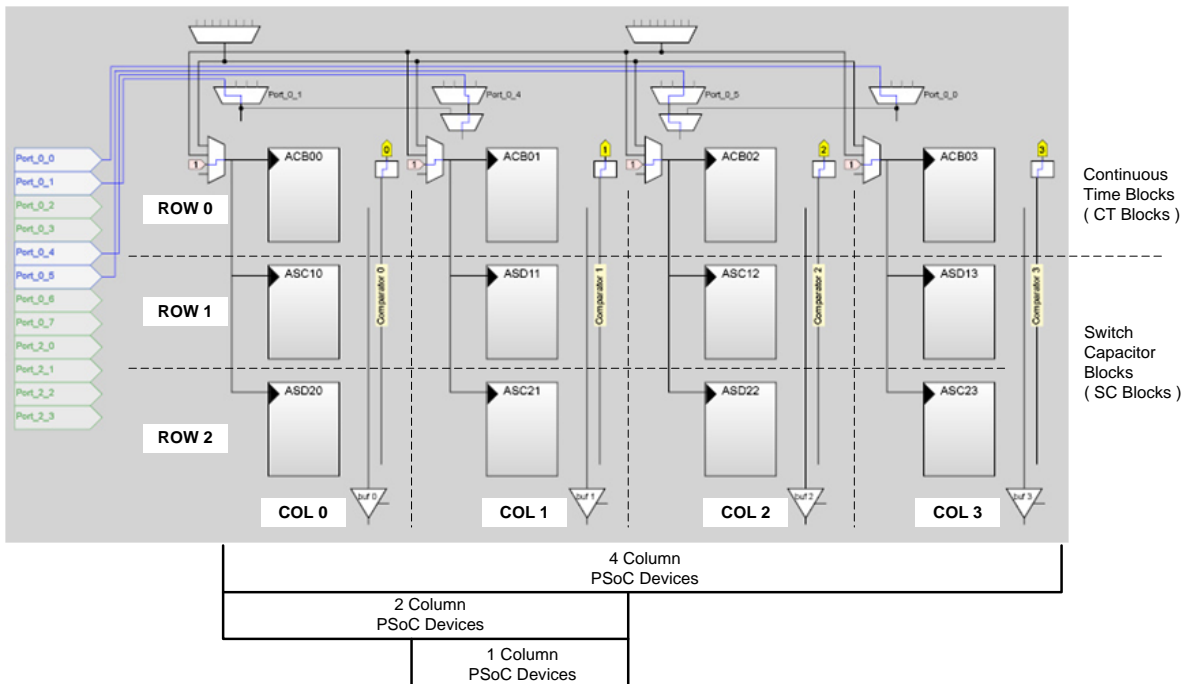 Port_0_1
Port_0_4
Port_0_5
Port_0_0
0
1
2
3
1
1
1
1
Port_0_0
Port_0_1
Port_0_2
Port_0_3
Port_0_4
Port_0_5
Port_0_6
Port_0_7
Port_2_0
Port_2_1
Port_2_2
Port_2_3
ROW 0
ACB00
ACB01
ACB02
ACB03
Continuous
Time Blocks
( CT Blocks )
ROW 1
ASC10
ASD11
ASC12
ASD13
Comparator 0
Comparator 1
Comparator 2
Comparator 3
Switch
Capacitor
Blocks
( SC Blocks )
ROW 2
ASD20
ASC21
ASD22
ASC23
buf 0
buf 1
buf 2
buf 3
COL 0
COL 1
COL 2
COL 3
4 Column
PSoC Devices
2 Column
PSoC Devices
1 Column
PSoC Devices